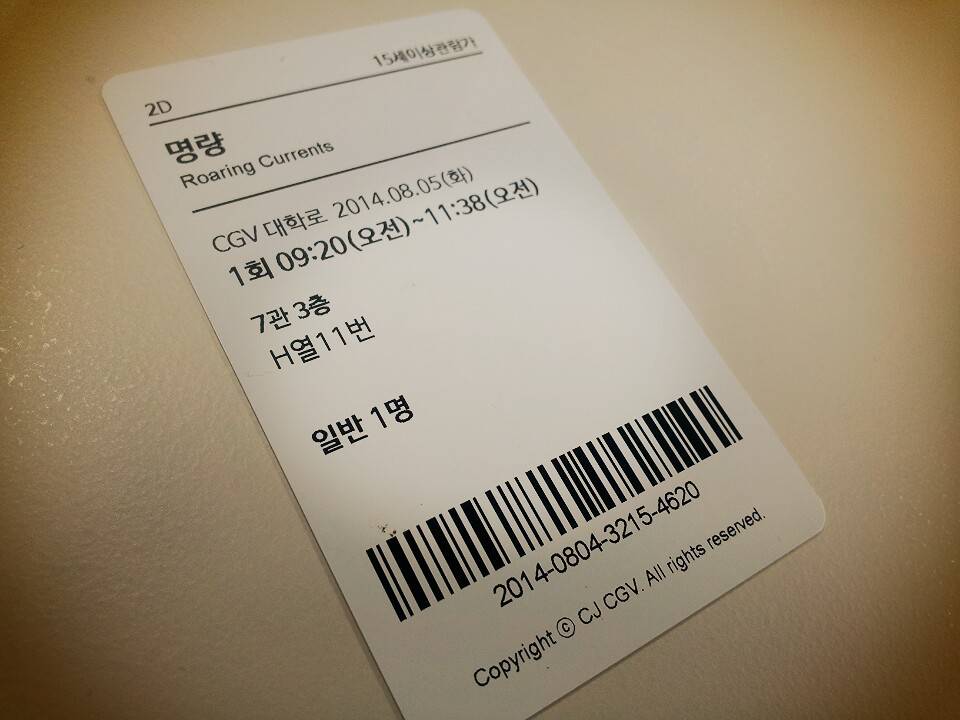 2D
15세이상관람가
명량
Roaring Currents
CGV 대학로 2014.08.05(화)
1회 09:20(오전)~11:38(오전)
7관 3층
H열11번
일반 1명
2014-0804-3215-4620
Copyright ⓒ CJ CGV. All rights reserved.